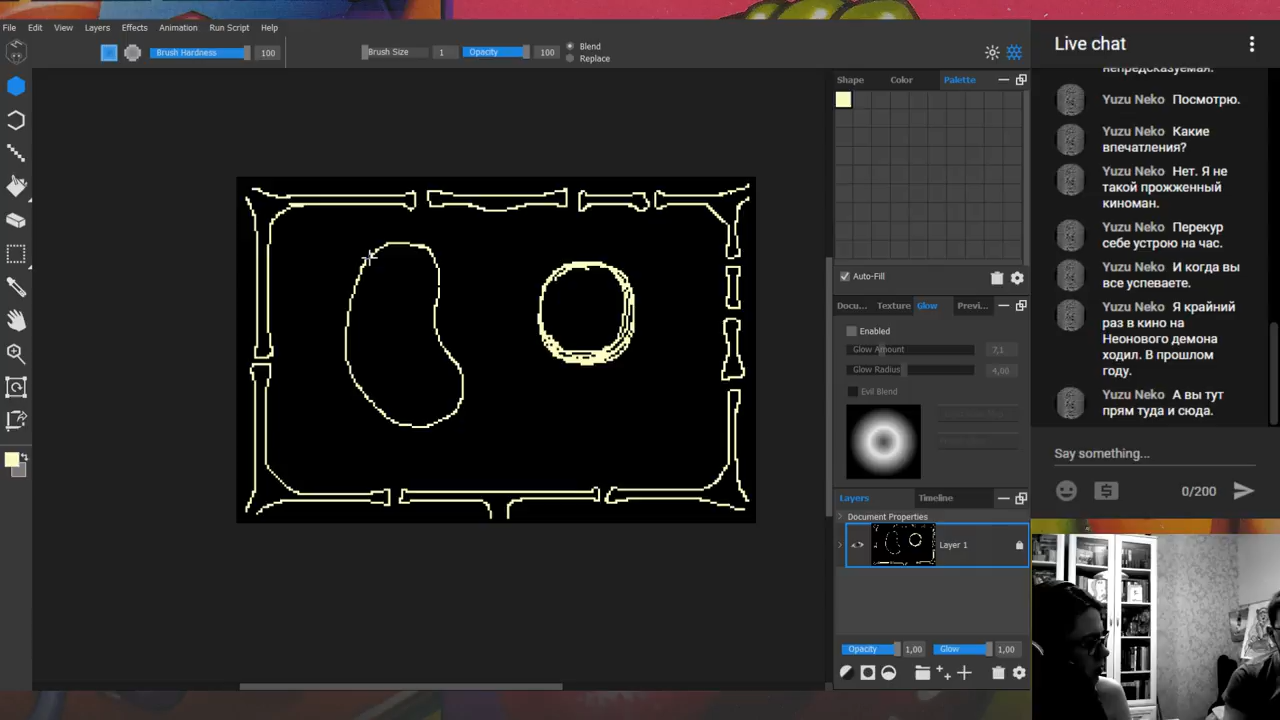 File Edit View Layers Effects Animation Run Script Help
Brush Hardness 100 Brush Size 1 Opacity 100 Blend
Replace
Shape Color Palette
Auto-Fill
Docu... Texture Glow Previ...
Enabled
Glow Amount 7,1
Glow Radius 4,00
Evil Blend
Layers Timeline
Document Properties
Layer 1
Opacity 1,00 Glow 1,00
Live chat
непредсказуемая.
Yuzu Neko Посмотрю.
Yuzu Neko Какие
впечатления?
Yuzu Neko Нет. Я не
такой прожженный
киноман.
Yuzu Neko Перекур
себе устрою на час.
Yuzu Neko И когда вы
все успеваете.
Yuzu Neko Я крайний
раз в кино на
Неонового демона
ходил. В прошлом
году.
Yuzu Neko А вы тут
прям туда и сюда.
Say something...
0/200